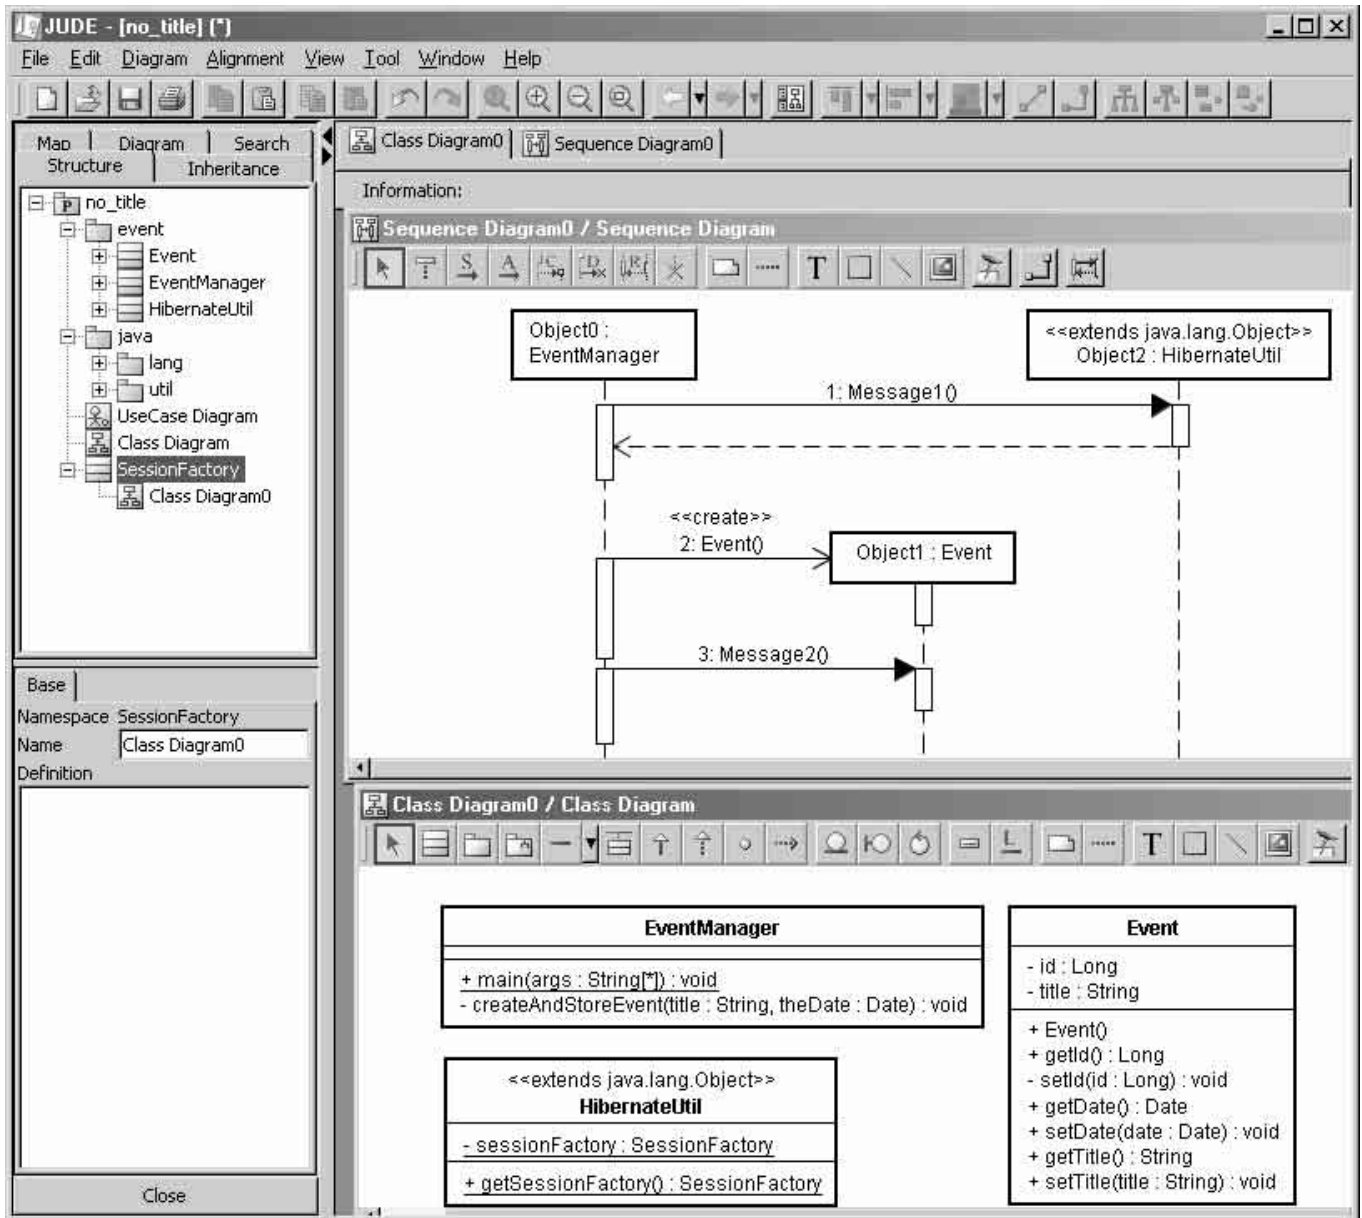 JUDE - [no_title] (*)
File Edit Diagram Alignment View Tool Window Help
Map Diagram Search
Structure Inheritance
no_title
event
Event
EventManager
HibernateUtil
java
lang
util
UseCase Diagram
Class Diagram
SessionFactory
Class Diagram0
Base
Namespace SessionFactory
Name Class Diagram0
Definition
Close
Class Diagram0 Sequence Diagram0
Information:
Sequence Diagram0 / Sequence Diagram
S A C D R T
Object0 :
EventManager
<<extends java.lang.Object>>
Object2 : HibernateUtil
1: Message1()
<<create>>
2: Event()
Object1 : Event
3: Message2()
Class Diagram0 / Class Diagram
L T
EventManager
+ main(args : String[*]) : void
- createAndStoreEvent(title : String, theDate : Date) : void
<<extends java.lang.Object>>
HibernateUtil
- sessionFactory : SessionFactory
+ getSessionFactory() : SessionFactory
Event
- id : Long
- title : String
+ Event()
+ getId() : Long
- setId(id : Long) : void
+ getDate() : Date
+ setDate(date : Date) : void
+ getTitle() : String
+ setTitle(title : String) : void